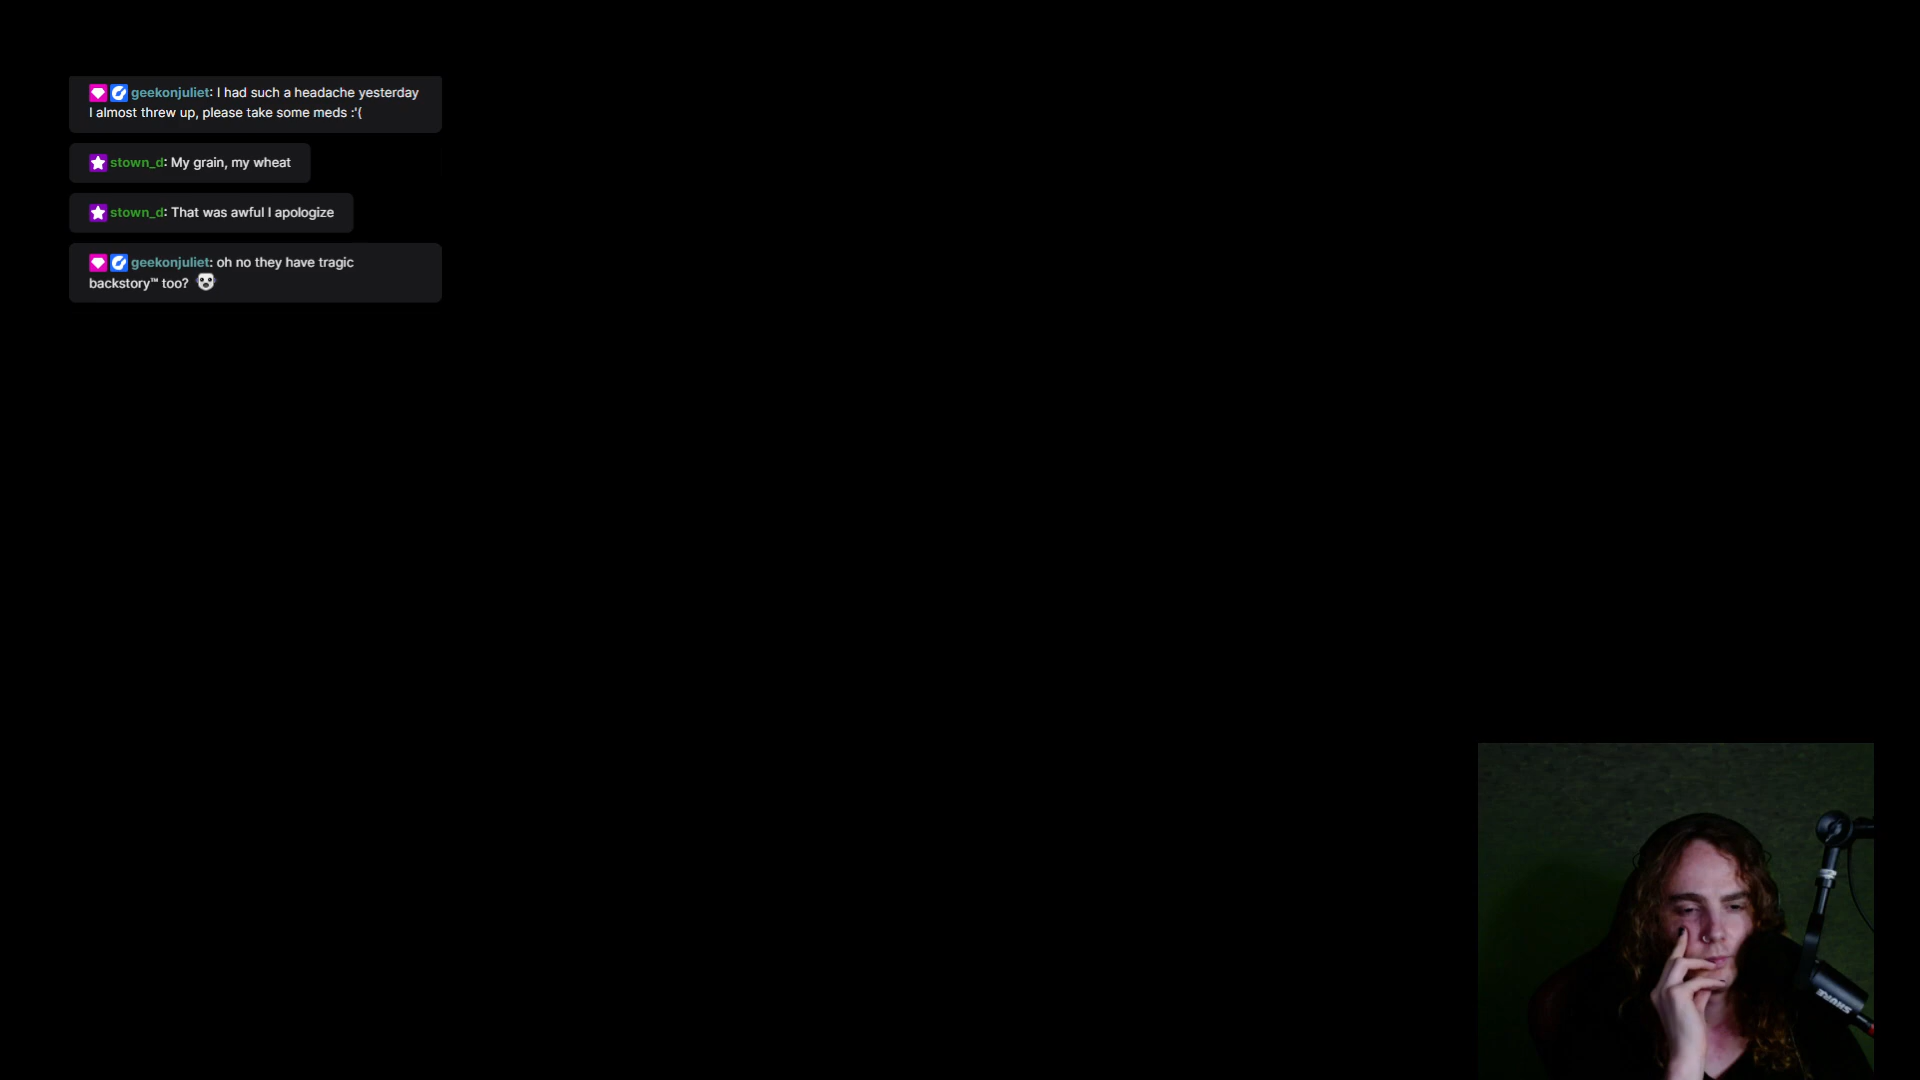 geekonjuliet: I had such a headache yesterday
I almost threw up, please take some meds :'(
stown_d: My grain, my wheat
stown_d: That was awful I apologize
geekonjuliet: oh no they have tragic
backstory™ too?
SHURE